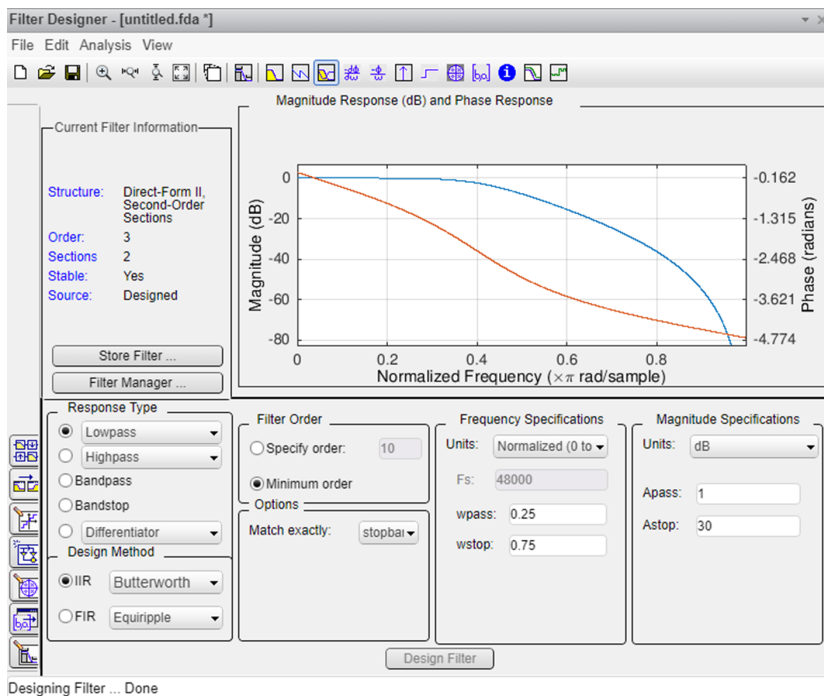 Filter Designer - [untitled.fda *]
File Edit Analysis View
Magnitude Response (dB) and Phase Response
Current Filter Information
Structure: Direct-Form II,
Second-Order
Sections
Order: 3
Sections 2
Stable: Yes
Source: Designed
Store Filter ...
Filter Manager ...
Magnitude (dB)
0
-20
-40
-60
-80
0 0.2 0.4 0.6 0.8
Normalized Frequency (×π rad/sample)
-0.162
-1.315
-2.468
-3.621
-4.774
Phase (radians)
Response Type
Lowpass
Highpass
Bandpass
Bandstop
Differentiator
Design Method
IIR Butterworth
FIR Equiripple
Filter Order
Specify order: 10
Minimum order
Options
Match exactly: stopbar
Frequency Specifications
Units: Normalized (0 to
Fs: 48000
wpass: 0.25
wstop: 0.75
Magnitude Specifications
Units: dB
Apass: 1
Astop: 30
Design Filter
Designing Filter ... Done